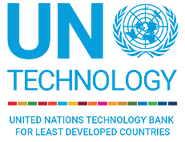 UN
TECHNOLOGY
UNITED NATIONS TECHNOLOGY BANK
FOR LEAST DEVELOPED COUNTRIES